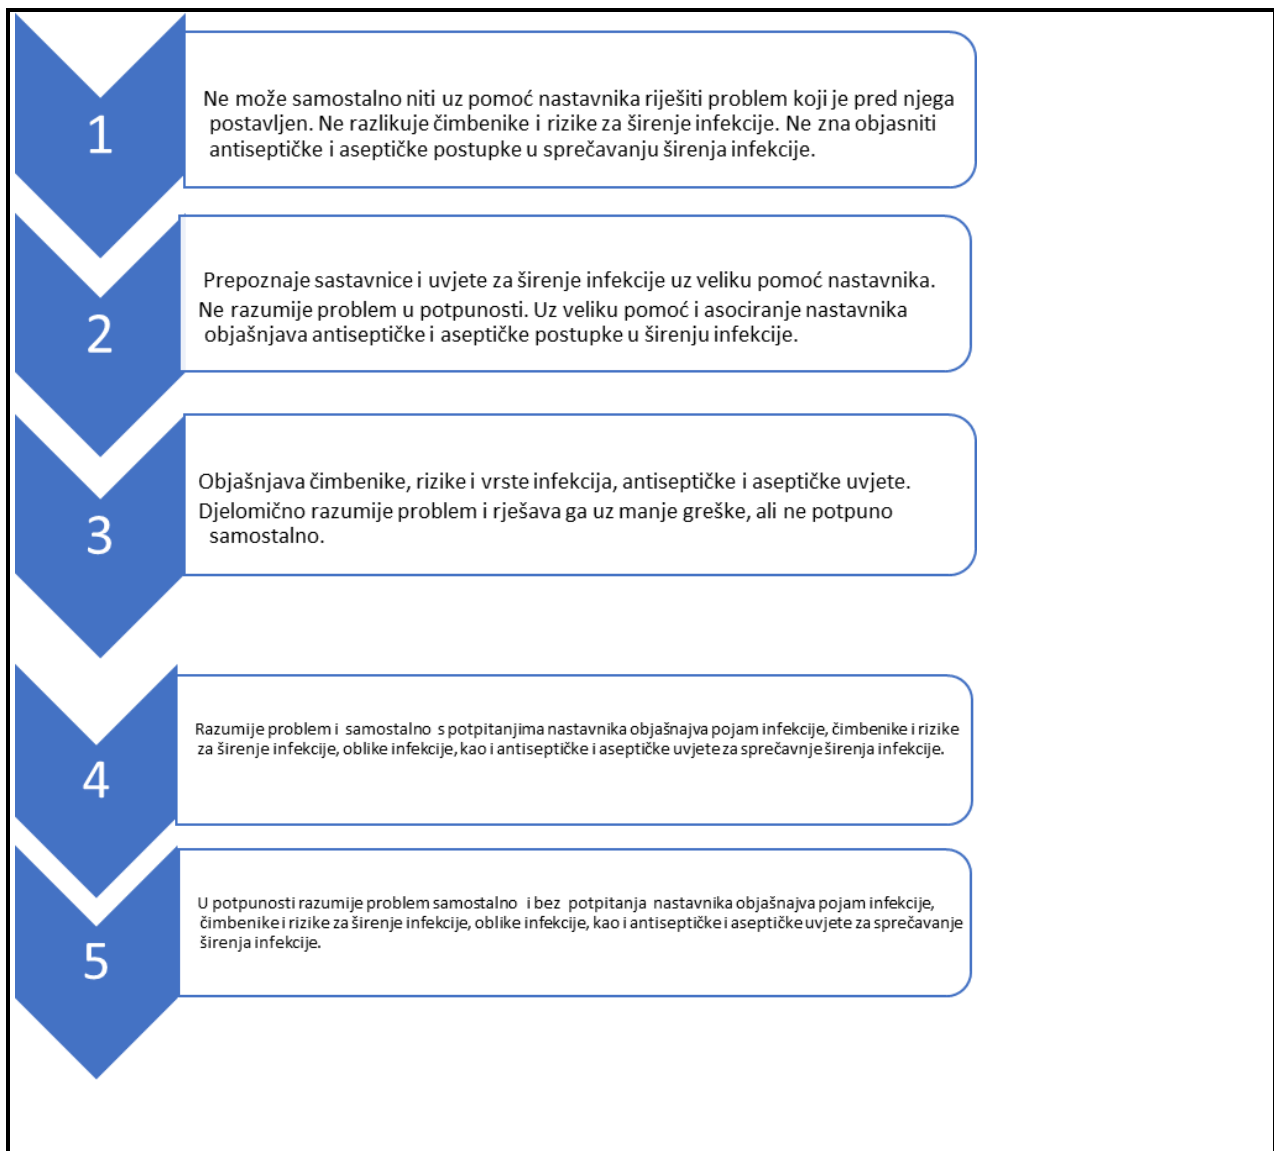 1
Ne može samostalno niti uz pomoć nastavnika riješiti problem koji je pred njega
postavljen. Ne razlikuje čimbenike i rizike za širenje infekcije. Ne zna objasniti
antiseptičke i aseptičke postupke u sprečavanju širenja infekcije.
2
Prepoznaje sastavnice i uvjete za širenje infekcije uz veliku pomoć nastavnika.
Ne razumije problem u potpunosti. Uz veliku pomoć i asociranje nastavnika
objašnjava antiseptičke i aseptičke postupke u širenju infekcije.
3
Objašnjava čimbenike, rizike i vrste infekcija, antiseptičke i aseptičke uvjete.
Djelomično razumije problem i rješava ga uz manje greške, ali ne potpuno
samostalno.
4
Razumije problem i samostalno s potpitanjima nastavnika objašnajva pojam infekcije, čimbenike i rizike
za širenje infekcije, oblike infekcije, kao i antiseptičke i aseptičke uvjete za sprečavnje širenja infekcije.
5
U potpunosti razumije problem samostalno i bez potpitanja nastavnika objašnajva pojam infekcije,
čimbenike i rizike za širenje infekcije, oblike infekcije, kao i antiseptičke i aseptičke uvjete za sprečavanje
širenja infekcije.